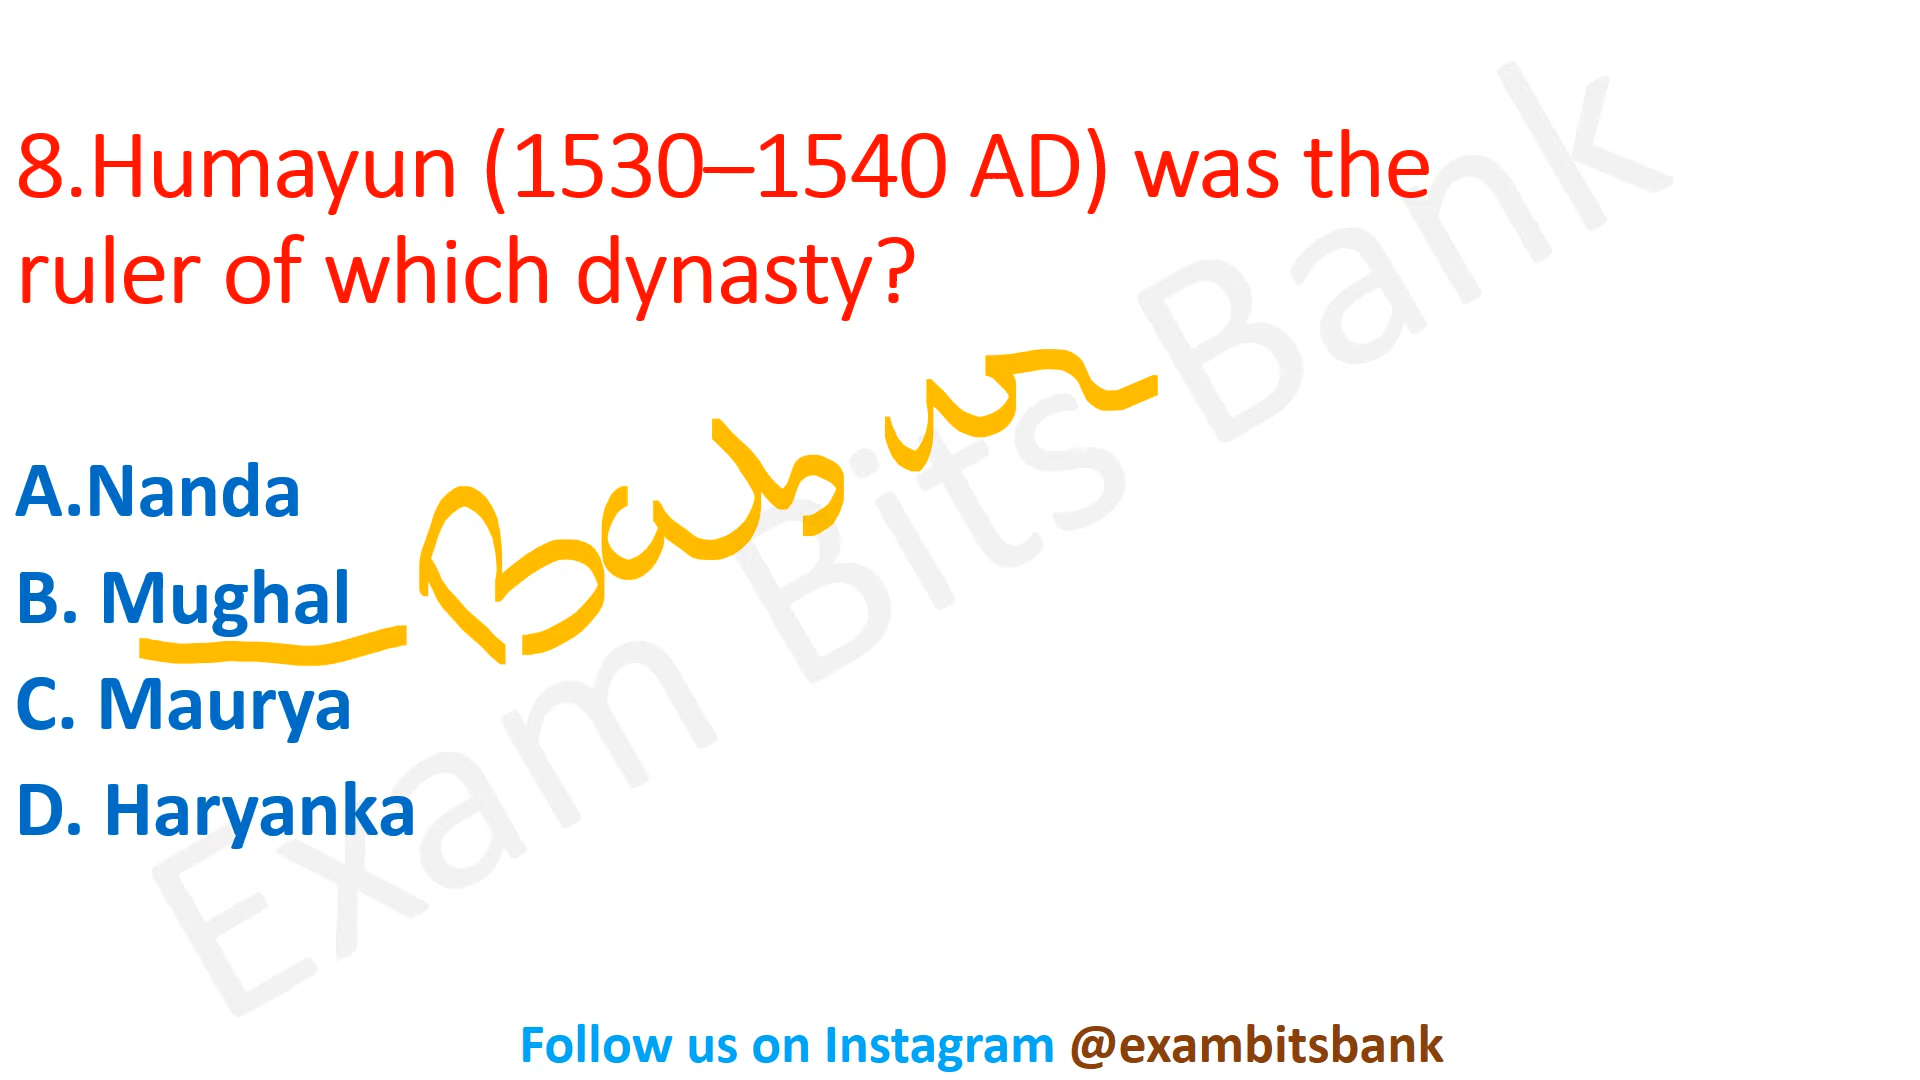 8.Humayun (1530–1540 AD) was the
ruler of which dynasty?
Babur
A.Nanda
B. Mughal
C. Maurya
D. Haryanka
Exam Bits Bank
Follow us on Instagram @exambitsbank